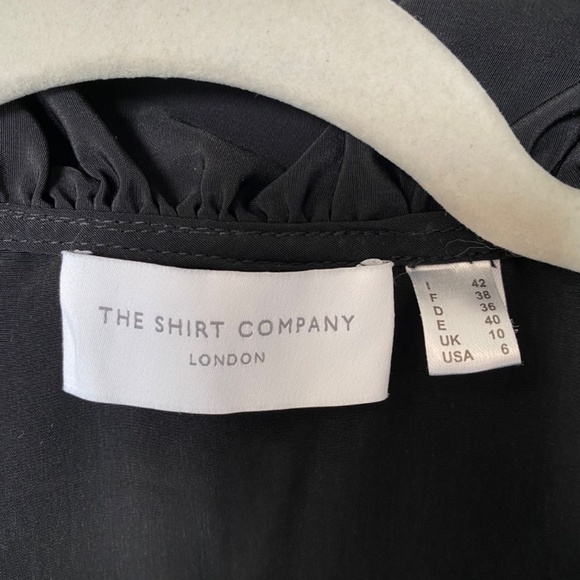 THE SHIRT COMPANY
LONDON
I 42
F 38
D 36
E 40
UK 10
USA 6